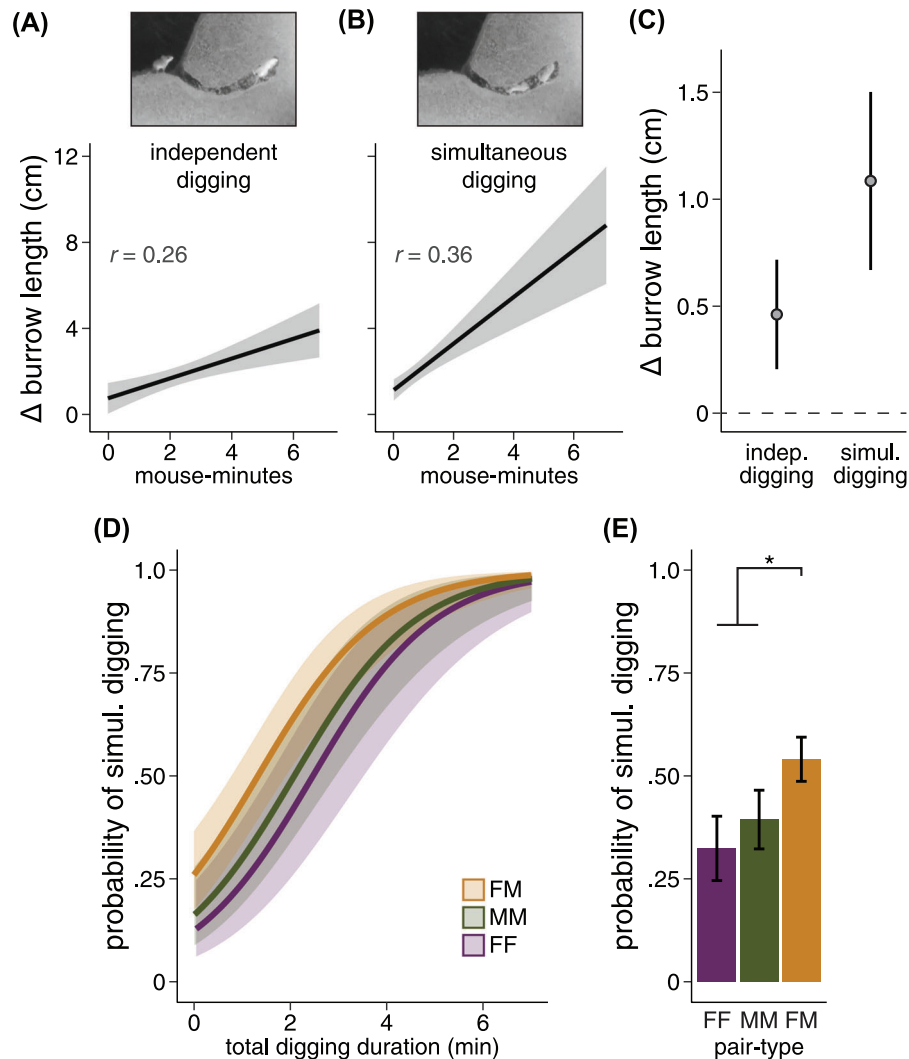 (A)
independent
digging
r = 0.26
Δ burrow length (cm)
12
8
4
0
0 2 4 6
mouse-minutes
(B)
simultaneous
digging
r = 0.36
0 2 4 6
mouse-minutes
(C)
Δ burrow length (cm)
1.5
1.0
0.5
0
indep. simul.
digging digging
(D)
probability of simul. digging
1.0
.75
.50
.25
0
FM
MM
FF
0 2 4 6
total digging duration (min)
(E)
probability of simul. digging
1.0
.75
.50
.25
0
*
FF MM FM
pair-type